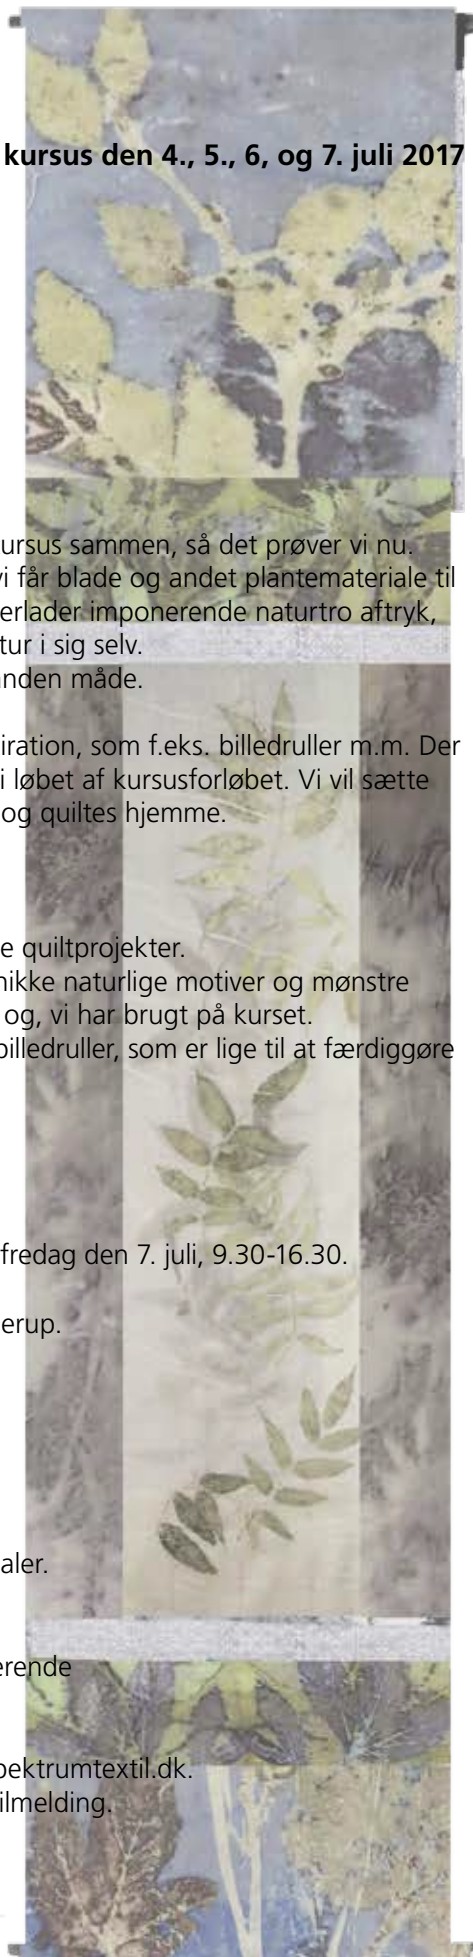 kursus den 4., 5., 6, og 7. juli 2017
ursus sammen, så det prøver vi nu.
vi får blade og andet plantemateriale til
erlader imponerende naturtro aftryk,
tur i sig selv.
anden måde.
iration, som f.eks. billedruller m.m. Der
i løbet af kursusforløbet. Vi vil sætte
og quiltes hjemme.
e quiltprojekter.
nikke naturlige motiver og mønstre
og, vi har brugt på kurset.
billedruller, som er lige til at færdiggøre
fredag den 7. juli, 9.30-16.30.
erup.
aler.
erende
pektrumtextil.dk.
ilmelding.